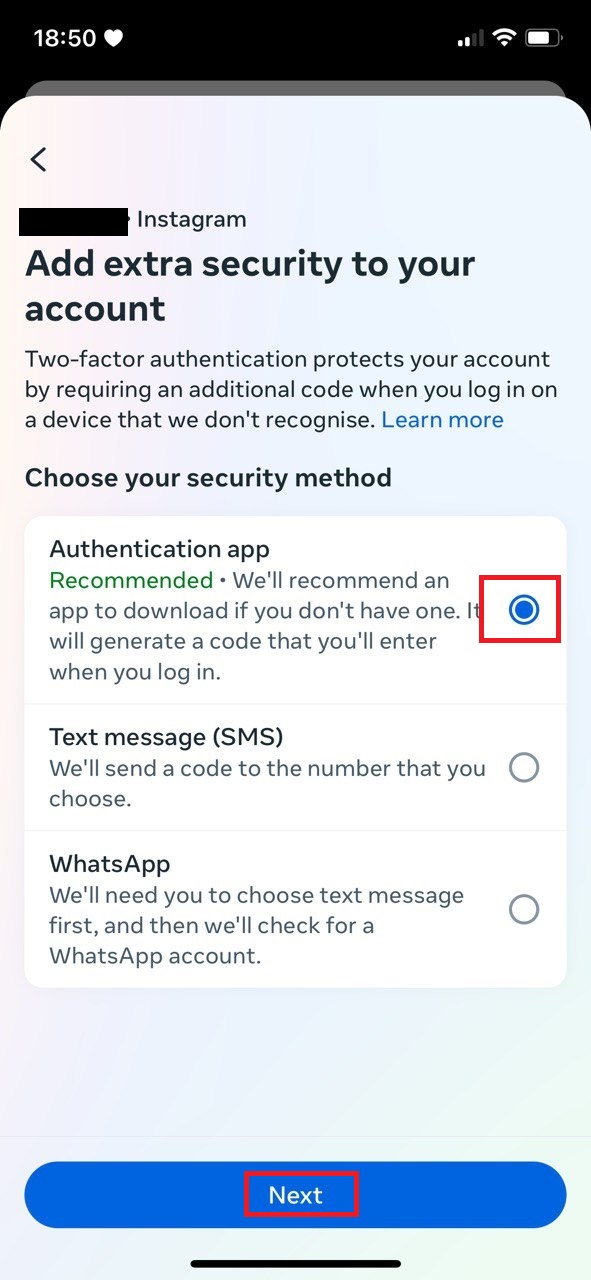 18:50
• Instagram
Add extra security to your
account
Two-factor authentication protects your account
by requiring an additional code when you log in on
a device that we don't recognise. Learn more
Choose your security method
Authentication app
Recommended • We'll recommend an
app to download if you don't have one. It
will generate a code that you'll enter
when you log in.
Text message (SMS)
We'll send a code to the number that you
choose.
WhatsApp
We'll need you to choose text message
first, and then we'll check for a
WhatsApp account.
Next